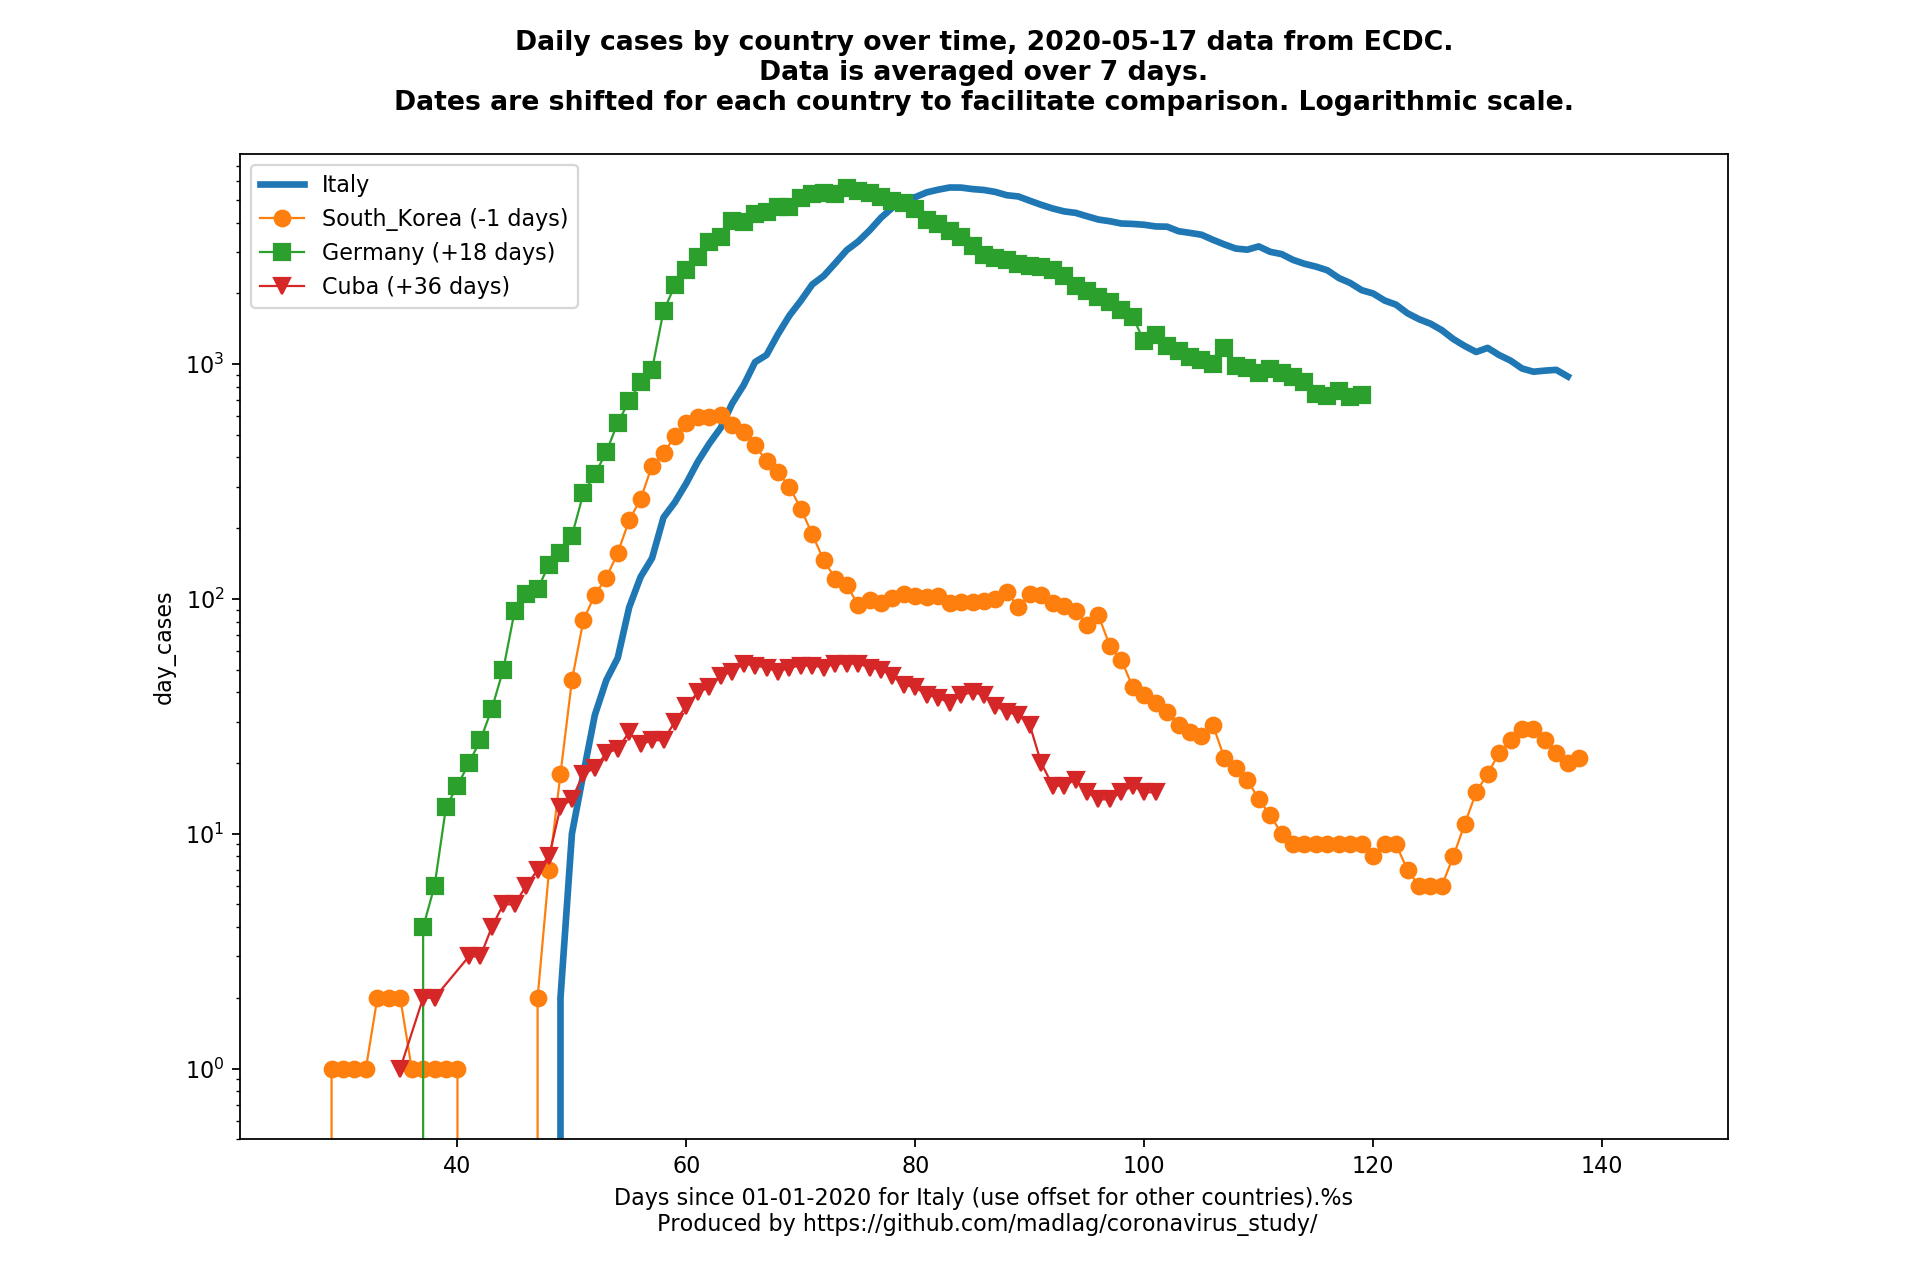 Daily cases by country over time, 2020-05-17 data from ECDC.
Data is averaged over 7 days.
Dates are shifted for each country to facilitate comparison. Logarithmic scale.
Italy
South_Korea (-1 days)
Germany (+18 days)
Cuba (+36 days)
day_cases
10³
10²
10¹
10⁰
40 60 80 100 120 140
Days since 01-01-2020 for Italy (use offset for other countries).%s
Produced by https://github.com/madlag/coronavirus_study/